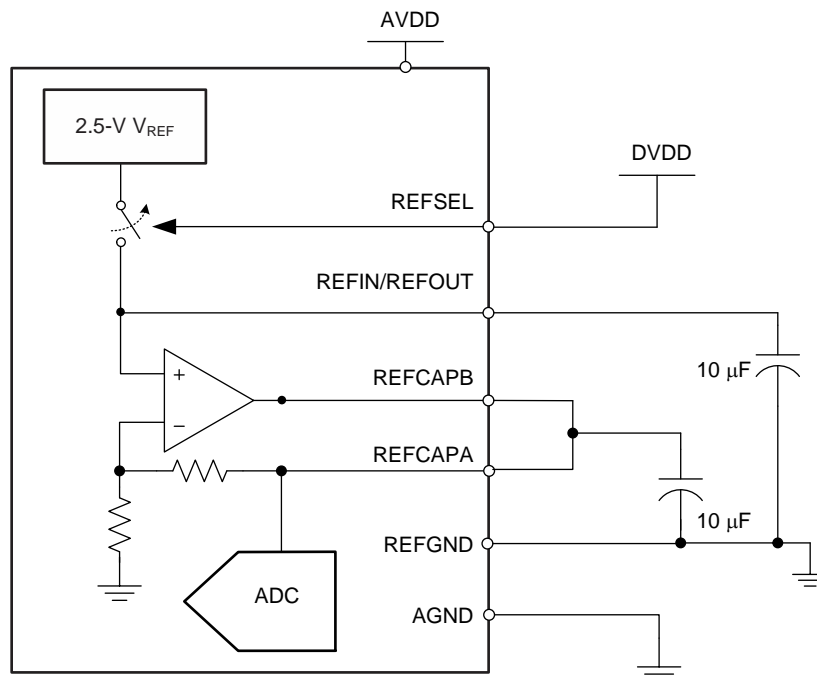 AVDD
2.5-V VREF
DVDD
REFSEL
REFIN/REFOUT
10 μF
+
REFCAPB
−
REFCAPA
10 μF
REFGND
ADC
AGND